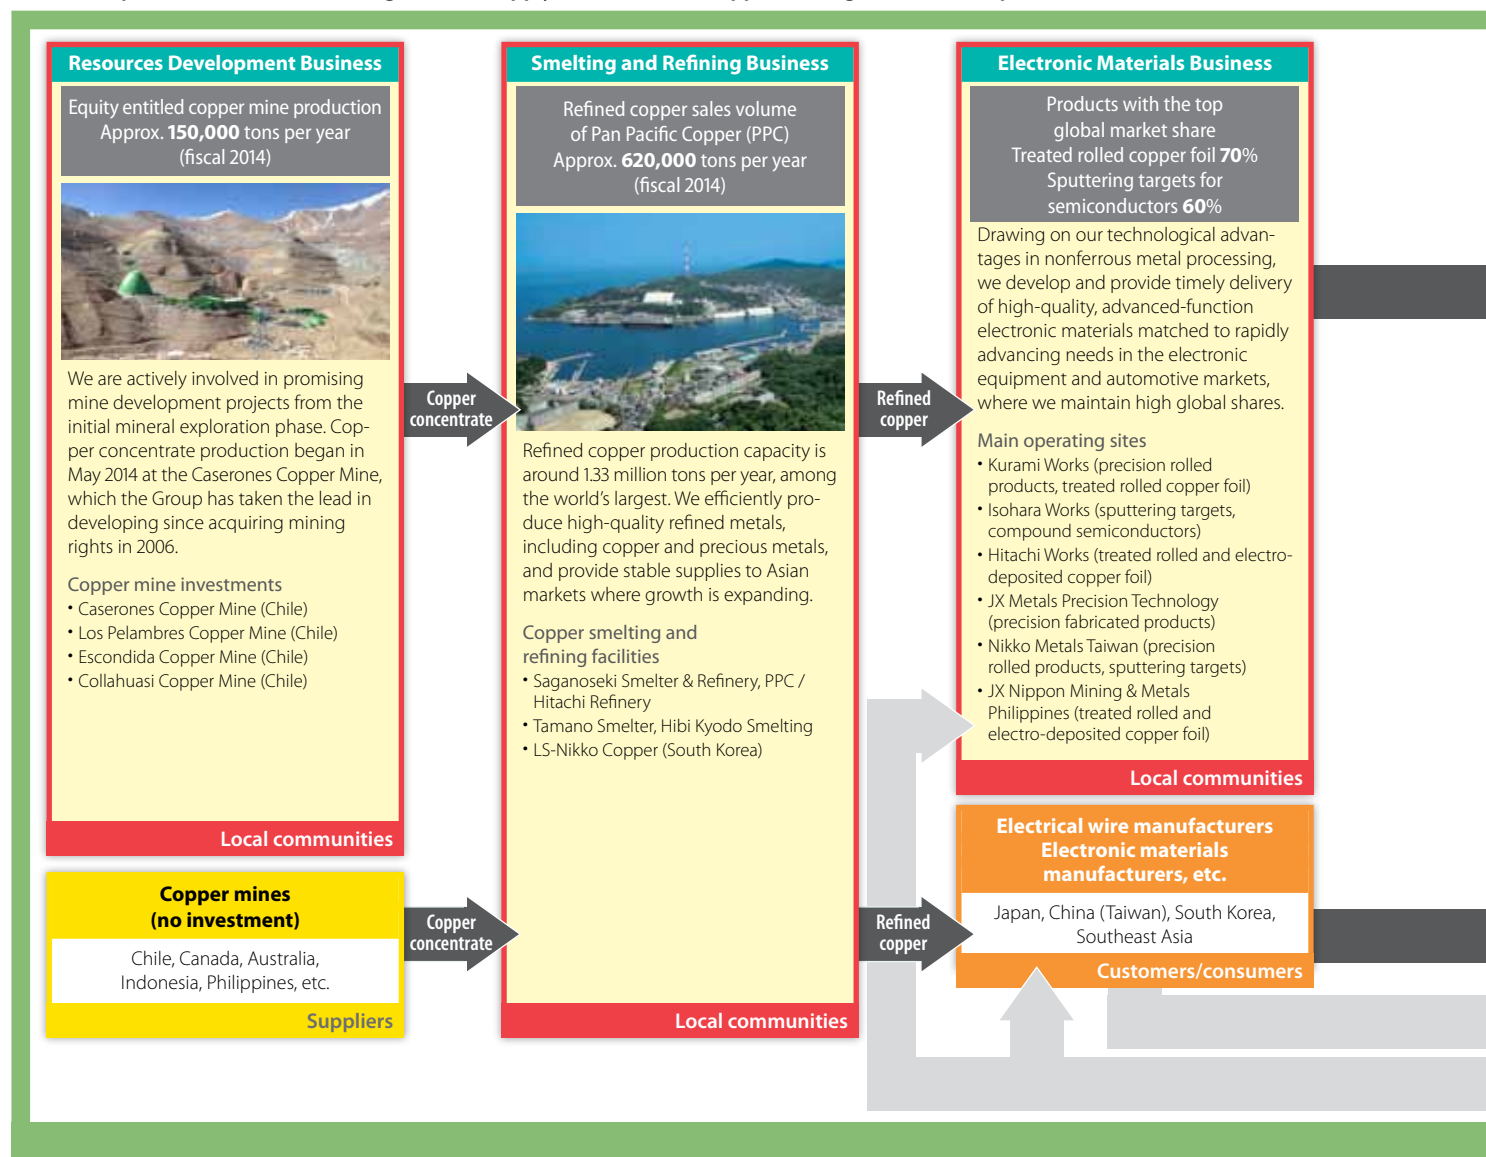 Resources Development Business
Equity entitled copper mine production
Approx. 150,000 tons per year
(fiscal 2014)
We are actively involved in promising
mine development projects from the
initial mineral exploration phase. Cop-
per concentrate production began in
May 2014 at the Caserones Copper Mine,
which the Group has taken the lead in
developing since acquiring mining
rights in 2006.
Copper mine investments
• Caserones Copper Mine (Chile)
• Los Pelambres Copper Mine (Chile)
• Escondida Copper Mine (Chile)
• Collahuasi Copper Mine (Chile)
Local communities
Copper mines
(no investment)
Chile, Canada, Australia,
Indonesia, Philippines, etc.
Suppliers
Copper
concentrate
Copper
concentrate
Smelting and Refining Business
Refined copper sales volume
of Pan Pacific Copper (PPC)
Approx. 620,000 tons per year
(fiscal 2014)
Refined copper production capacity is
around 1.33 million tons per year, among
the world's largest. We efficiently pro-
duce high-quality refined metals,
including copper and precious metals,
and provide stable supplies to Asian
markets where growth is expanding.
Copper smelting and
refining facilities
• Saganoseki Smelter & Refinery, PPC /
Hitachi Refinery
• Tamano Smelter, Hibi Kyodo Smelting
• LS-Nikko Copper (South Korea)
Local communities
Refined
copper
Refined
copper
Electronic Materials Business
Products with the top
global market share
Treated rolled copper foil 70%
Sputtering targets for
semiconductors 60%
Drawing on our technological advan-
tages in nonferrous metal processing,
we develop and provide timely delivery
of high-quality, advanced-function
electronic materials matched to rapidly
advancing needs in the electronic
equipment and automotive markets,
where we maintain high global shares.
Main operating sites
• Kurami Works (precision rolled
products, treated rolled copper foil)
• Isohara Works (sputtering targets,
compound semiconductors)
• Hitachi Works (treated rolled and electro-
deposited copper foil)
• JX Metals Precision Technology
(precision fabricated products)
• Nikko Metals Taiwan (precision
rolled products, sputtering targets)
• JX Nippon Mining & Metals
Philippines (treated rolled and
electro-deposited copper foil)
Local communities
Electrical wire manufacturers
Electronic materials
manufacturers, etc.
Japan, China (Taiwan), South Korea,
Southeast Asia
Customers/consumers